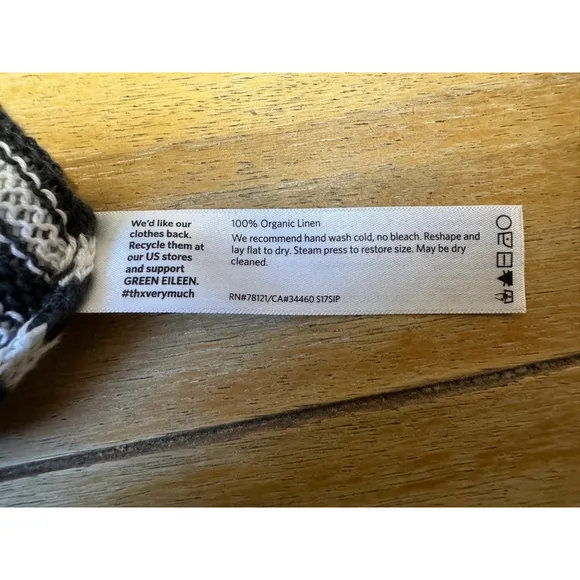 We'd like our
clothes back.
Recycle them at
our US stores
and support
GREEN EILEEN.
#thxverymuch
100% Organic Linen
We recommend hand wash cold, no bleach. Reshape and
lay flat to dry. Steam press to restore size. May be dry
cleaned.
RN#78121/CA#34460 S17SIP